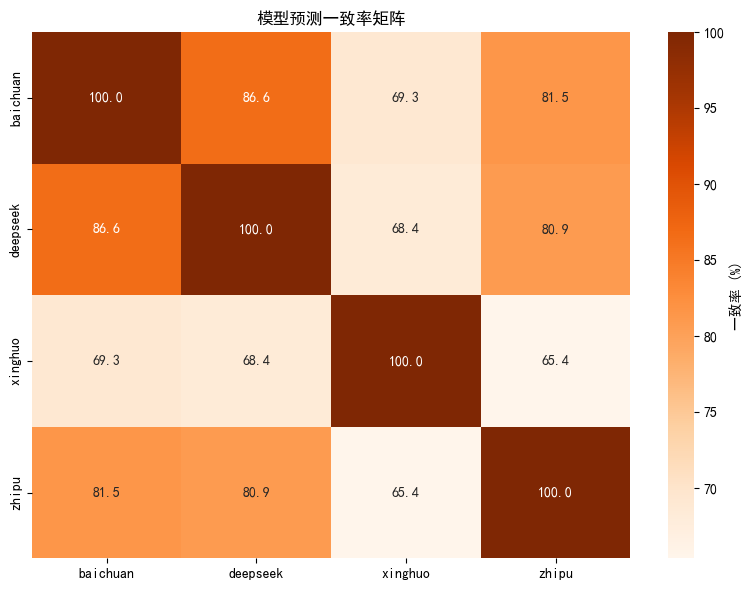 模型预测一致率矩阵
baichuan 100.0 86.6 69.3 81.5
deepseek 86.6 100.0 68.4 80.9
xinghuo 69.3 68.4 100.0 65.4
zhipu 81.5 80.9 65.4 100.0
baichuan deepseek xinghuo zhipu
100
95
90
85
80
75
70
一致率 (%)